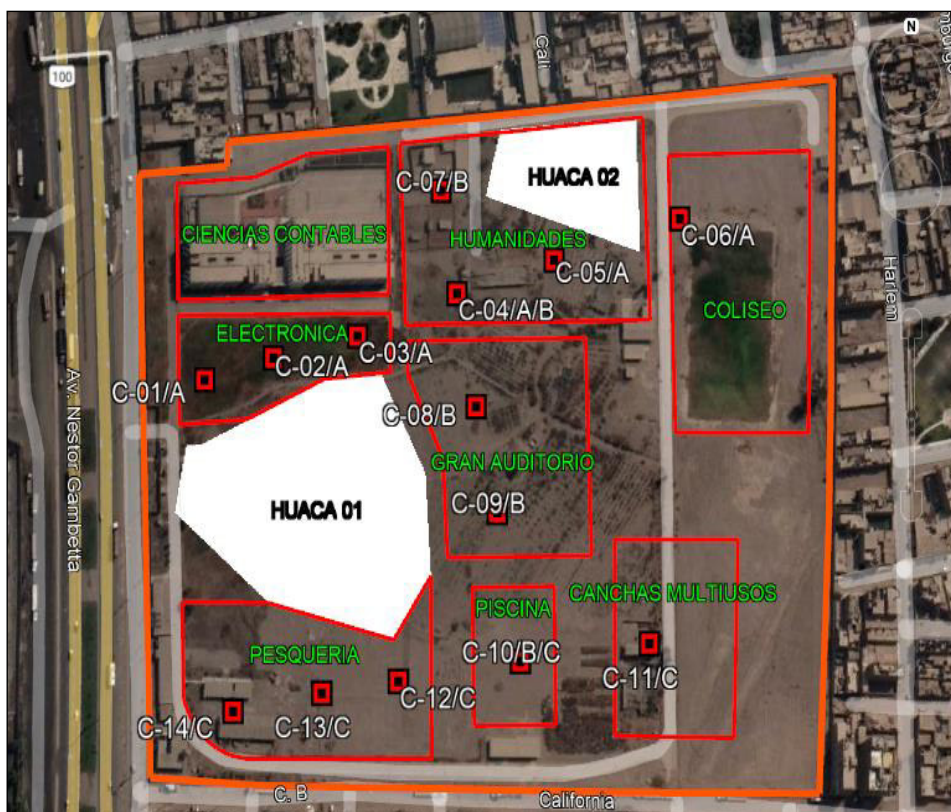 N
Cali
100
HUACA 02
C-07/B
CIENCIAS CONTABLES
HUMANIDADES
C-06/A
C-05/A
Harlem
C-04/A/B
COLISEO
ELECTRONICA
C-03/A
C-02/A
C-01/A
Av. Nestor Gambetta
C-08/B
GRAN AUDITORIO
HUACA 01
C-09/B
CANCHAS MULTIUSOS
PISCINA
PESQUERIA
C-10/B/C
C-11/C
C-12/C
C-13/C
C-14/C
C. B
California